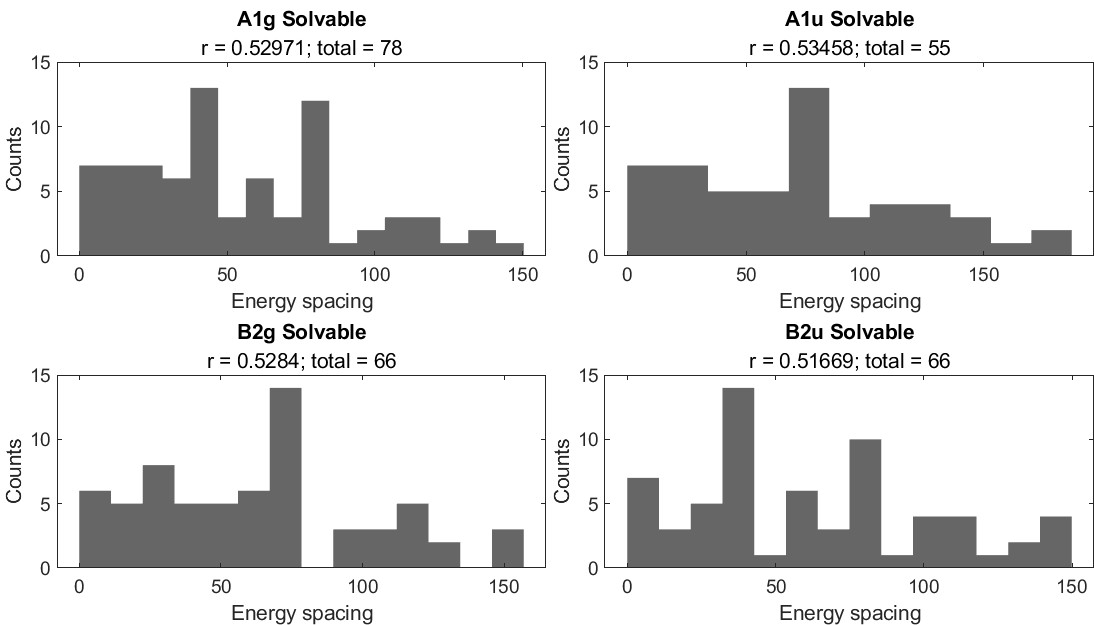 A1g Solvable
r = 0.52971; total = 78
15
10
5
0
Counts
0 50 100 150
Energy spacing
A1u Solvable
r = 0.53458; total = 55
15
10
5
0
Counts
0 50 100 150
Energy spacing
B2g Solvable
r = 0.5284; total = 66
15
10
5
0
Counts
0 50 100 150
Energy spacing
B2u Solvable
r = 0.51669; total = 66
15
10
5
0
Counts
0 50 100 150
Energy spacing